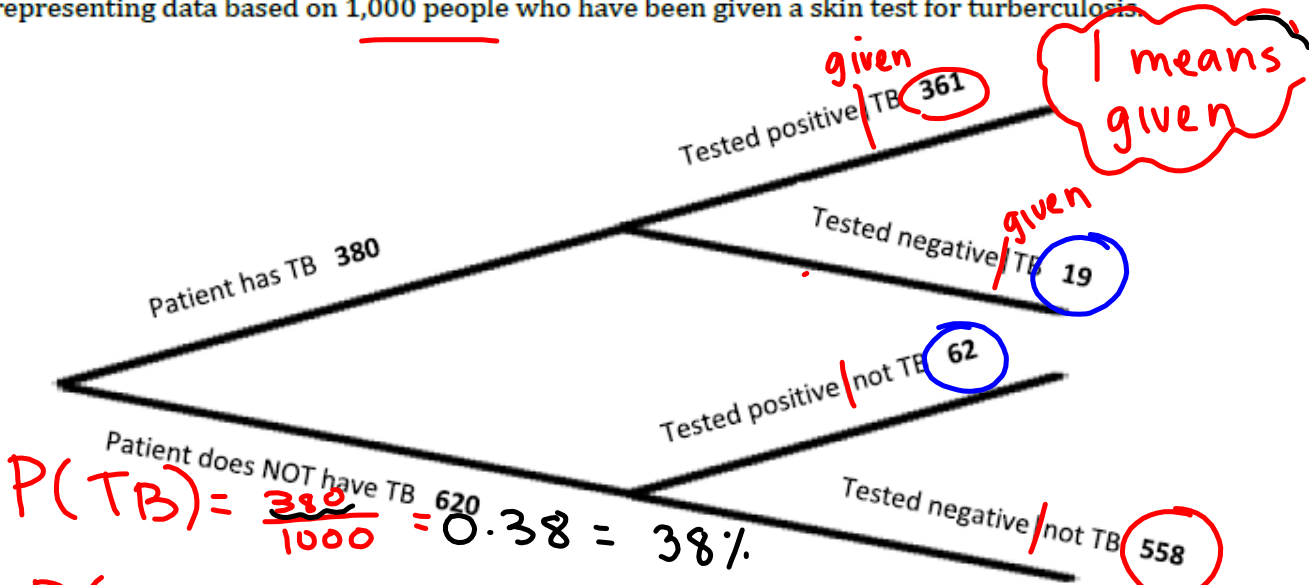 representing data based on 1,000 people who have been given a skin test for turberculosis.
given
| means
given
Tested positive|TB 361
given
Tested negative|TB 19
Patient has TB 380
Tested positive|not TB 62
Patient does NOT have TB 620
Tested negative|not TB 558
P(TB) = 380/1000 = 0.38 = 38%